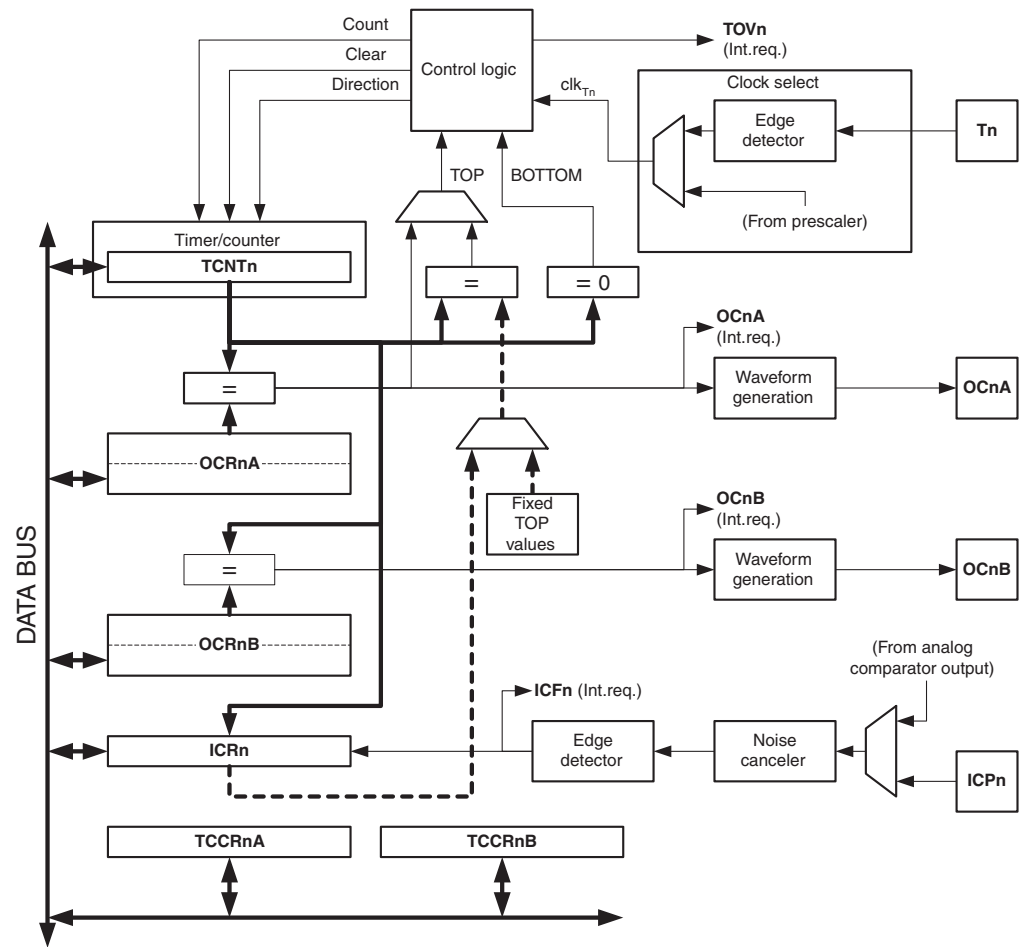 Count
Clear
Direction
Control logic
TOVn
(Int.req.)
clkTn
Clock select
Edge
detector
Tn
(From prescaler)
TOP
BOTTOM
Timer/counter
TCNTn
=
= 0
OCnA
(Int.req.)
=
Waveform
generation
OCnA
OCRnA
Fixed
TOP
values
OCnB
(Int.req.)
=
Waveform
generation
OCnB
OCRnB
DATA BUS
(From analog
comparator output)
ICFn (Int.req.)
ICRn
Edge
detector
Noise
canceler
ICPn
TCCRnA
TCCRnB